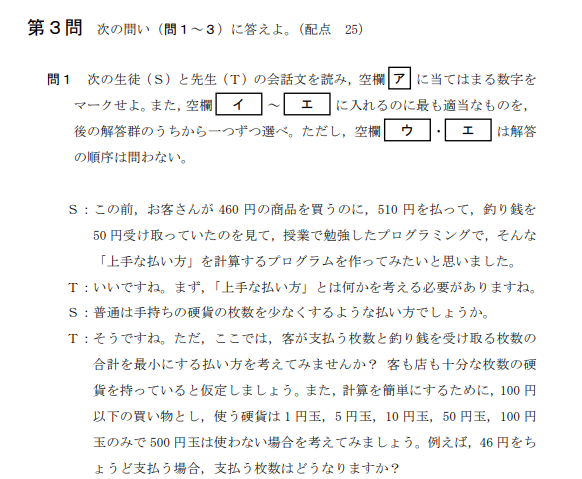 第３問 次の問い（問１～３）に答えよ。（配点 25）
問１ 次の生徒（Ｓ）と先生（Ｔ）の会話文を読み，空欄 ア に当てはまる数字を
マークせよ。また，空欄 イ ～ エ に入れるのに最も適当なものを，
後の解答群のうちから一つずつ選べ。ただし，空欄 ウ ・ エ は解答
の順序は問わない。
Ｓ：この前，お客さんが 460 円の商品を買うのに，510 円を払って，釣り銭を
50 円受け取っていたのを見て，授業で勉強したプログラミングで，そんな
「上手な払い方」を計算するプログラムを作ってみたいと思いました。
Ｔ：いいですね。まず，「上手な払い方」とは何かを考える必要がありますね。
Ｓ：普通は手持ちの硬貨の枚数を少なくするような払い方でしょうか。
Ｔ：そうですね。ただ，ここでは，客が支払う枚数と釣り銭を受け取る枚数の
合計を最小にする払い方を考えてみませんか？ 客も店も十分な枚数の硬
貨を持っていると仮定しましょう。また，計算を簡単にするために，100 円
以下の買い物とし，使う硬貨は１円玉，５円玉，10 円玉，50 円玉，100 円
玉のみで 500 円玉は使わない場合を考えてみましょう。例えば，46 円をち
ょうど支払う場合，支払う枚数はどうなりますか？